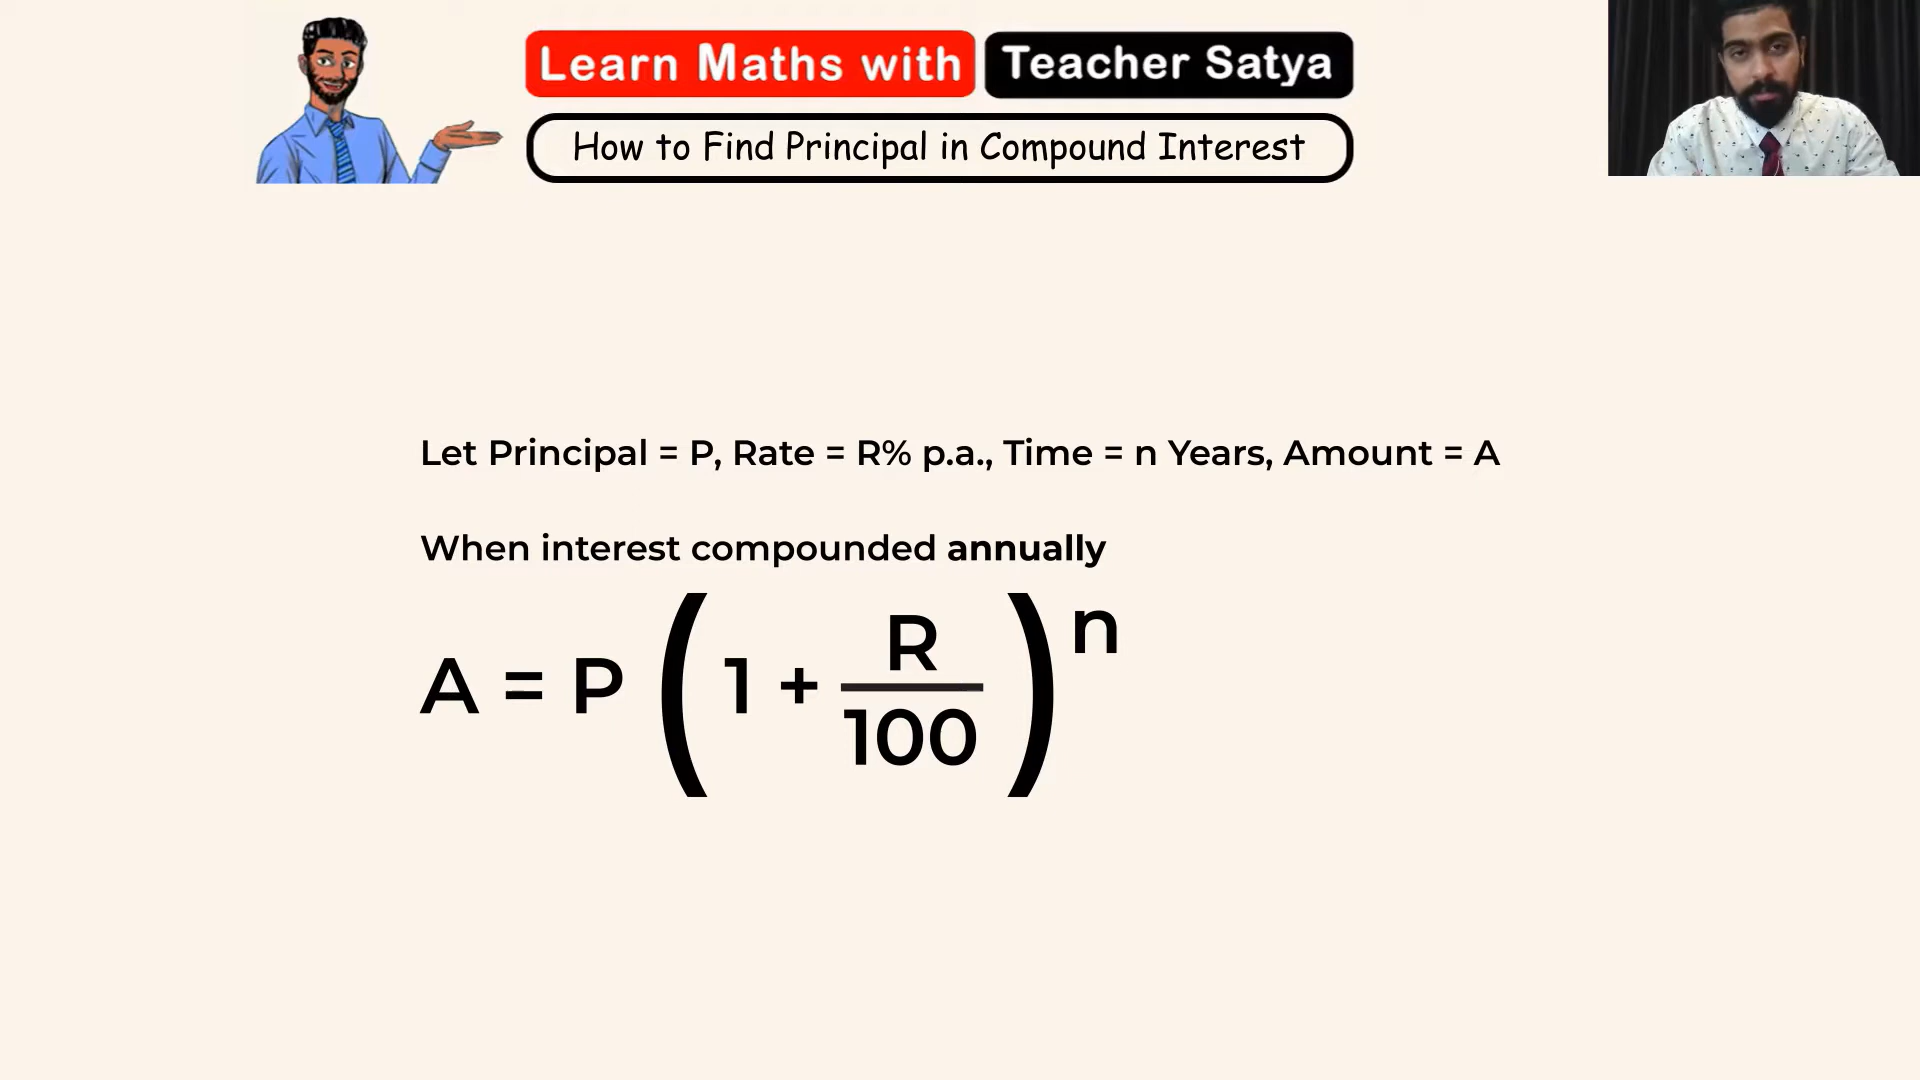 Learn Maths with Teacher Satya
How to Find Principal in Compound Interest
Let Principal = P, Rate = R% p.a., Time = n Years, Amount = A
When interest compounded annually
A = P ( 1 + R/100 )^n